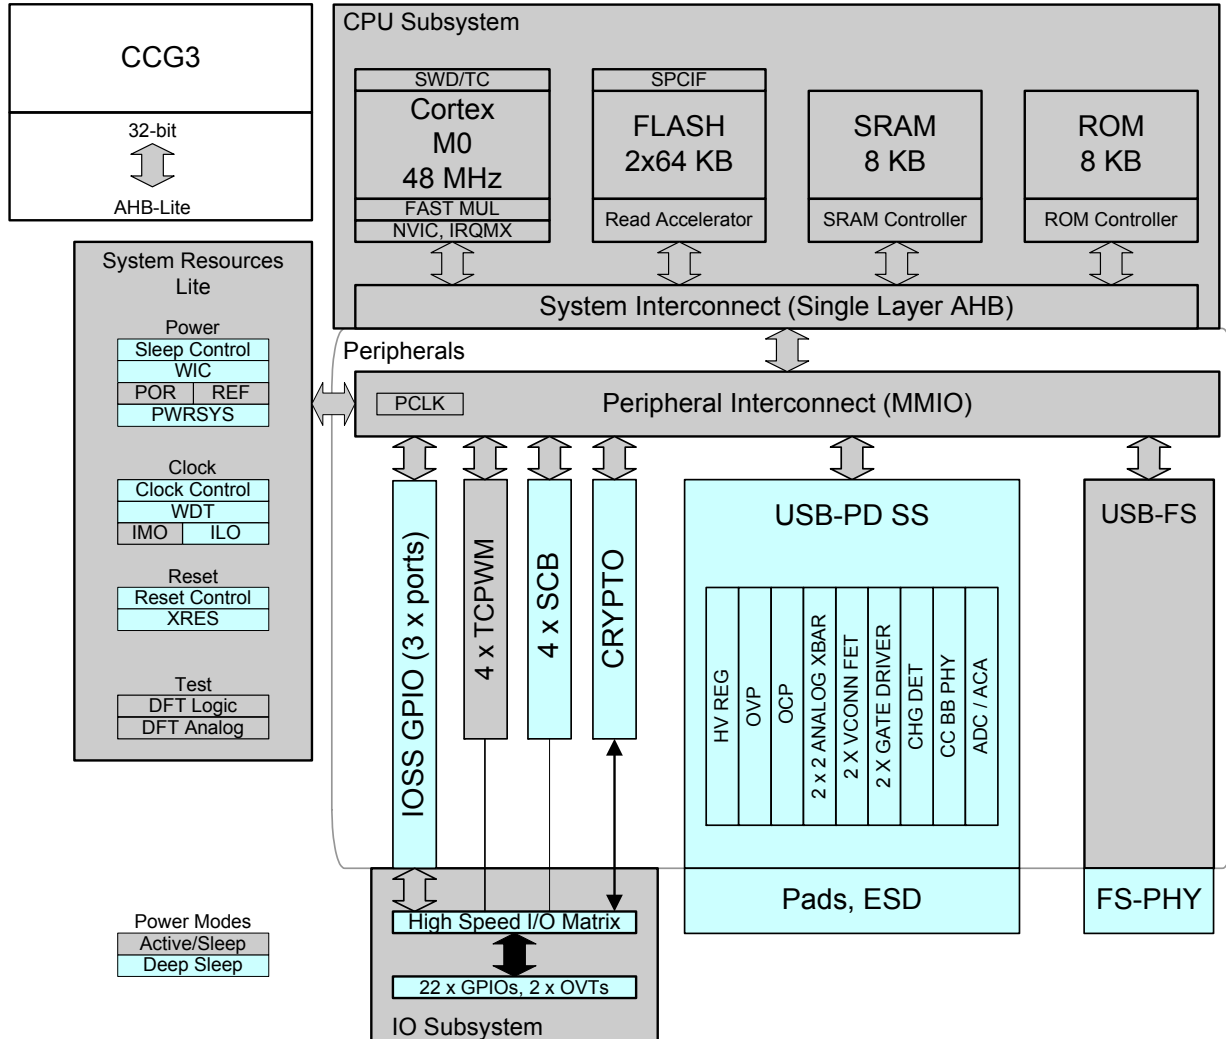 CCG3
32-bit
AHB-Lite
CPU Subsystem
SWD/TC
Cortex
M0
48 MHz
FAST MUL
NVIC, IRQMX
SPCIF
FLASH
2x64 KB
Read Accelerator
SRAM
8 KB
SRAM Controller
ROM
8 KB
ROM Controller
System Interconnect (Single Layer AHB)
System Resources
Lite
Power
Sleep Control
WIC
POR
REF
PWRSYS
Clock
Clock Control
WDT
IMO
ILO
Reset
Reset Control
XRES
Test
DFT Logic
DFT Analog
Peripherals
PCLK
Peripheral Interconnect (MMIO)
IOSS GPIO (3 x ports)
4 x TCPWM
4 x SCB
CRYPTO
USB-PD SS
HV REG
OVP
OCP
2 x 2 ANALOG XBAR
2 X VCONN FET
2 X GATE DRIVER
CHG DET
CC BB PHY
ADC / ACA
Pads, ESD
USB-FS
FS-PHY
High Speed I/O Matrix
22 x GPIOs, 2 x OVTs
IO Subsystem
Power Modes
Active/Sleep
Deep Sleep